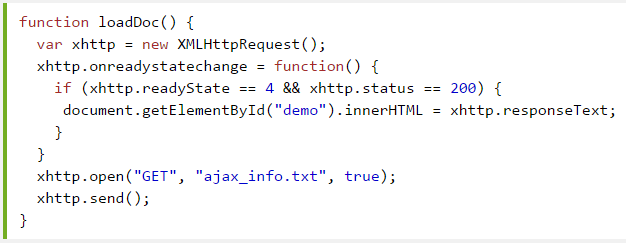 function loadDoc() {
  var xhttp = new XMLHttpRequest();
  xhttp.onreadystatechange = function() {
    if (xhttp.readyState == 4 && xhttp.status == 200) {
     document.getElementById("demo").innerHTML = xhttp.responseText;
    }
  }
  xhttp.open("GET", "ajax_info.txt", true);
  xhttp.send();
}